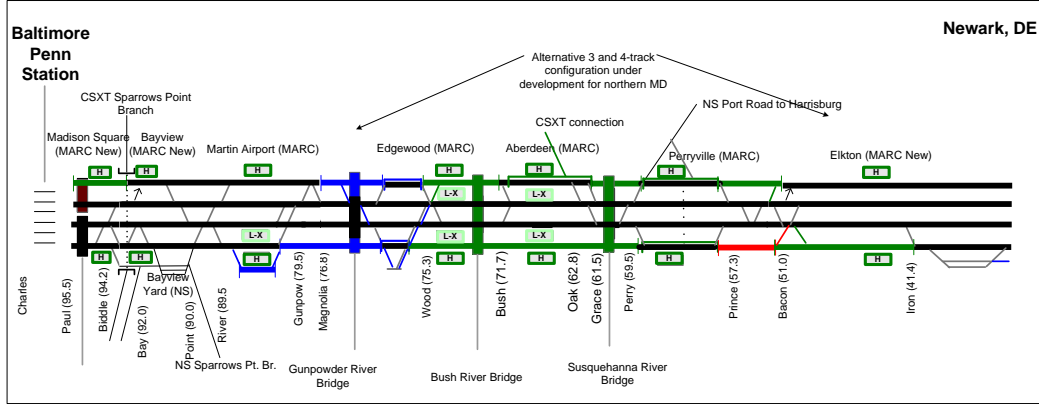 Baltimore
Penn
Station
Newark, DE
Alternative 3 and 4-track
configuration under
development for northern MD
CSXT Sparrows Point
Branch
NS Port Road to Harrisburg
CSXT connection
Madison Square
(MARC New)
Bayview
(MARC New)
Martin Airport (MARC)
Edgewood (MARC)
Aberdeen (MARC)
Perryville (MARC)
Elkton (MARC New)
H
H
H
H
H
H
H
L-X
L-X
L-X
L-X
L-X
H
H
H
H
H
H
H
Bayview
Yard (NS)
Charles
Paul (95.5)
Biddle (94.2)
Bay (92.0)
Point (90.0)
River (89.5
Gunpow (79.5)
Magnolia (76.8)
Wood (75.3)
Bush (71.7)
Oak (62.8)
Grace (61.5)
Perry (59.5)
Prince (57.3)
Bacon (51.0)
Iron (41.4)
NS Sparrows Pt. Br.
Gunpowder River
Bridge
Bush River Bridge
Susquehanna River
Bridge